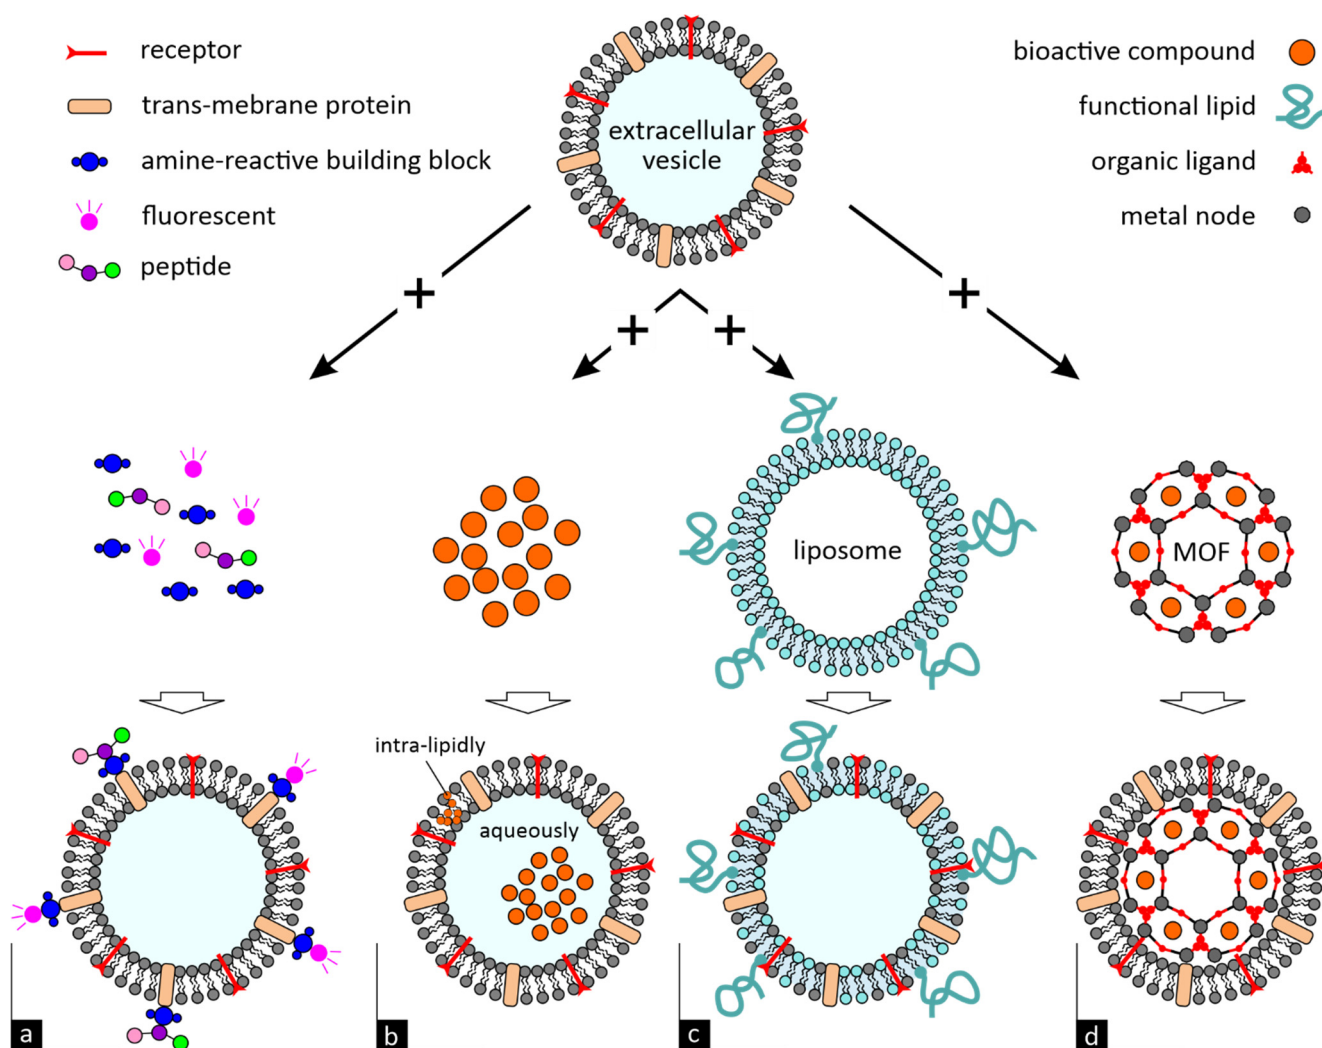 receptor
trans-mebrane protein
amine-reactive building block
fluorescent
peptide
extracellular
vesicle
bioactive compound
functional lipid
organic ligand
metal node
+
+
+
+
liposome
MOF
intra-lipidly
aqueously
a
b
c
d